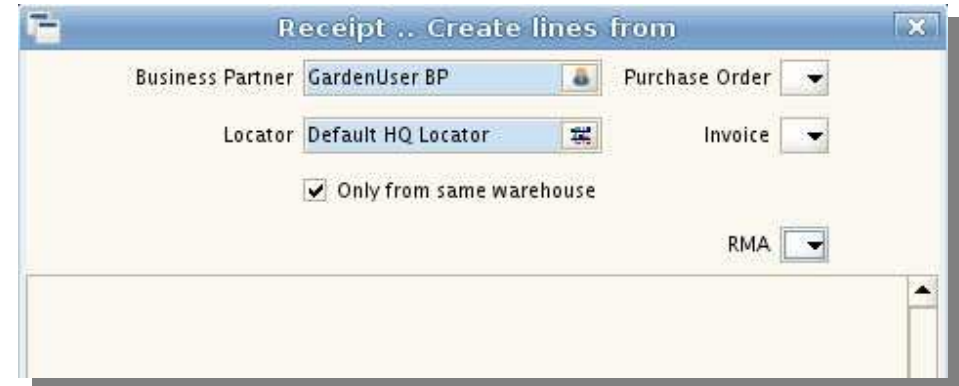 Receipt .. Create lines from
Business Partner GardenUser BP Purchase Order
Locator Default HQ Locator Invoice
Only from same warehouse
RMA